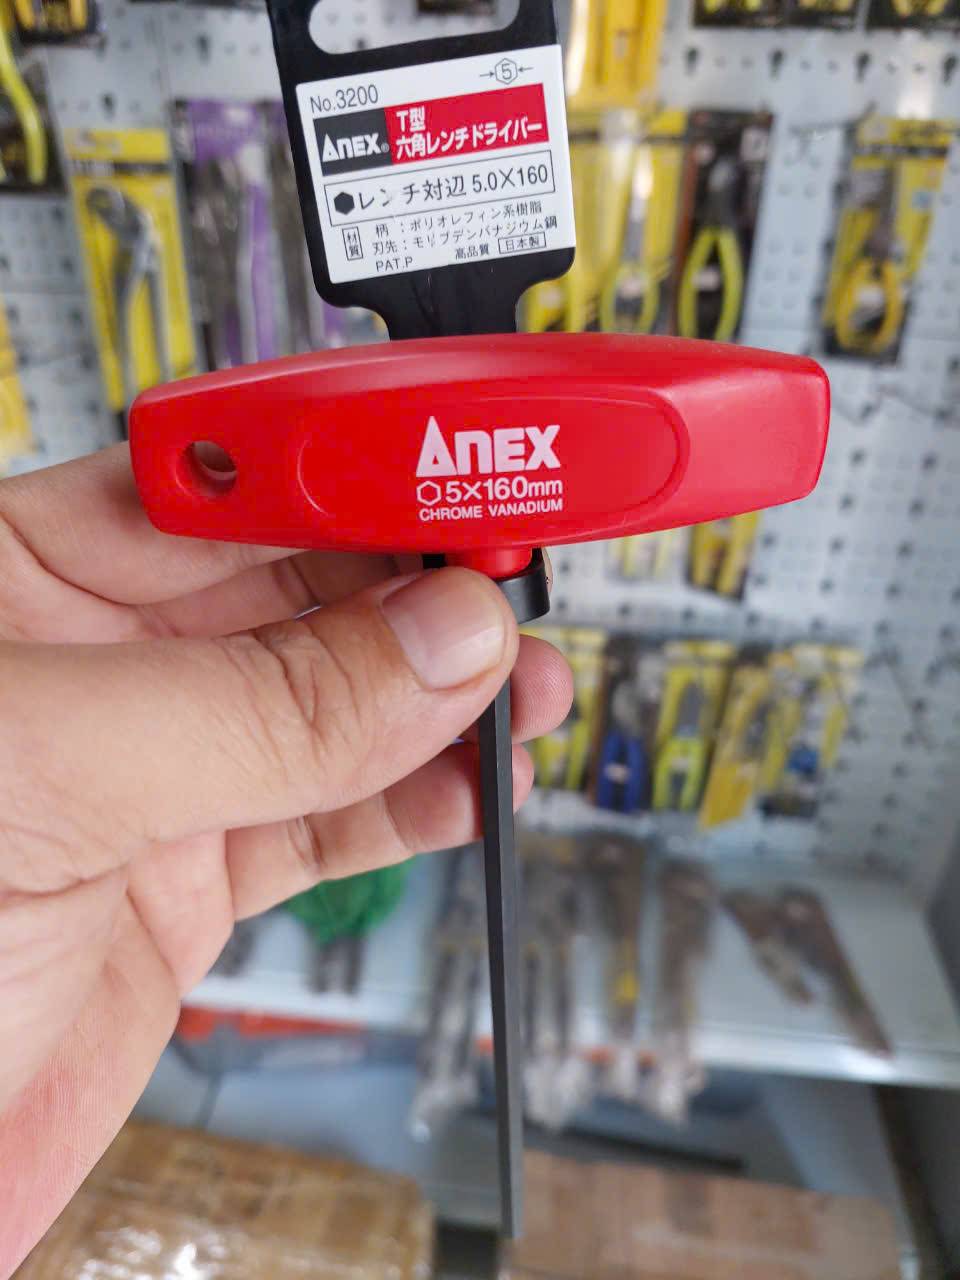 No.3200
→5←
ANEX®
T型
六角レンチドライバー
レンチ対辺 5.0×160
材質
柄 : ポリオレフィン系樹脂
刃先 : モリブデンバナジウム鋼
PAT.P 高品質 日本製
ANEX
5×160mm
CHROME VANADIUM